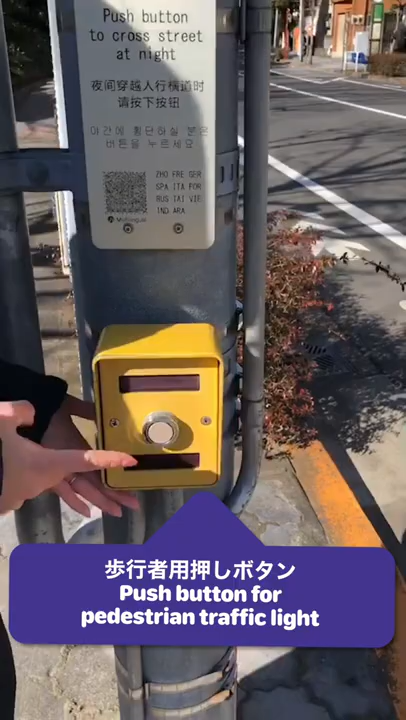 Push button
to cross street
at night
夜间穿越人行横道时
请按下按钮
야간에 횡단하실 분은
버튼을 누르세요
ZHO FRE GER
SPA ITA POR
RUS TAI VIE
IND ARA
歩行者用押しボタン
Push button for
pedestrian traffic light